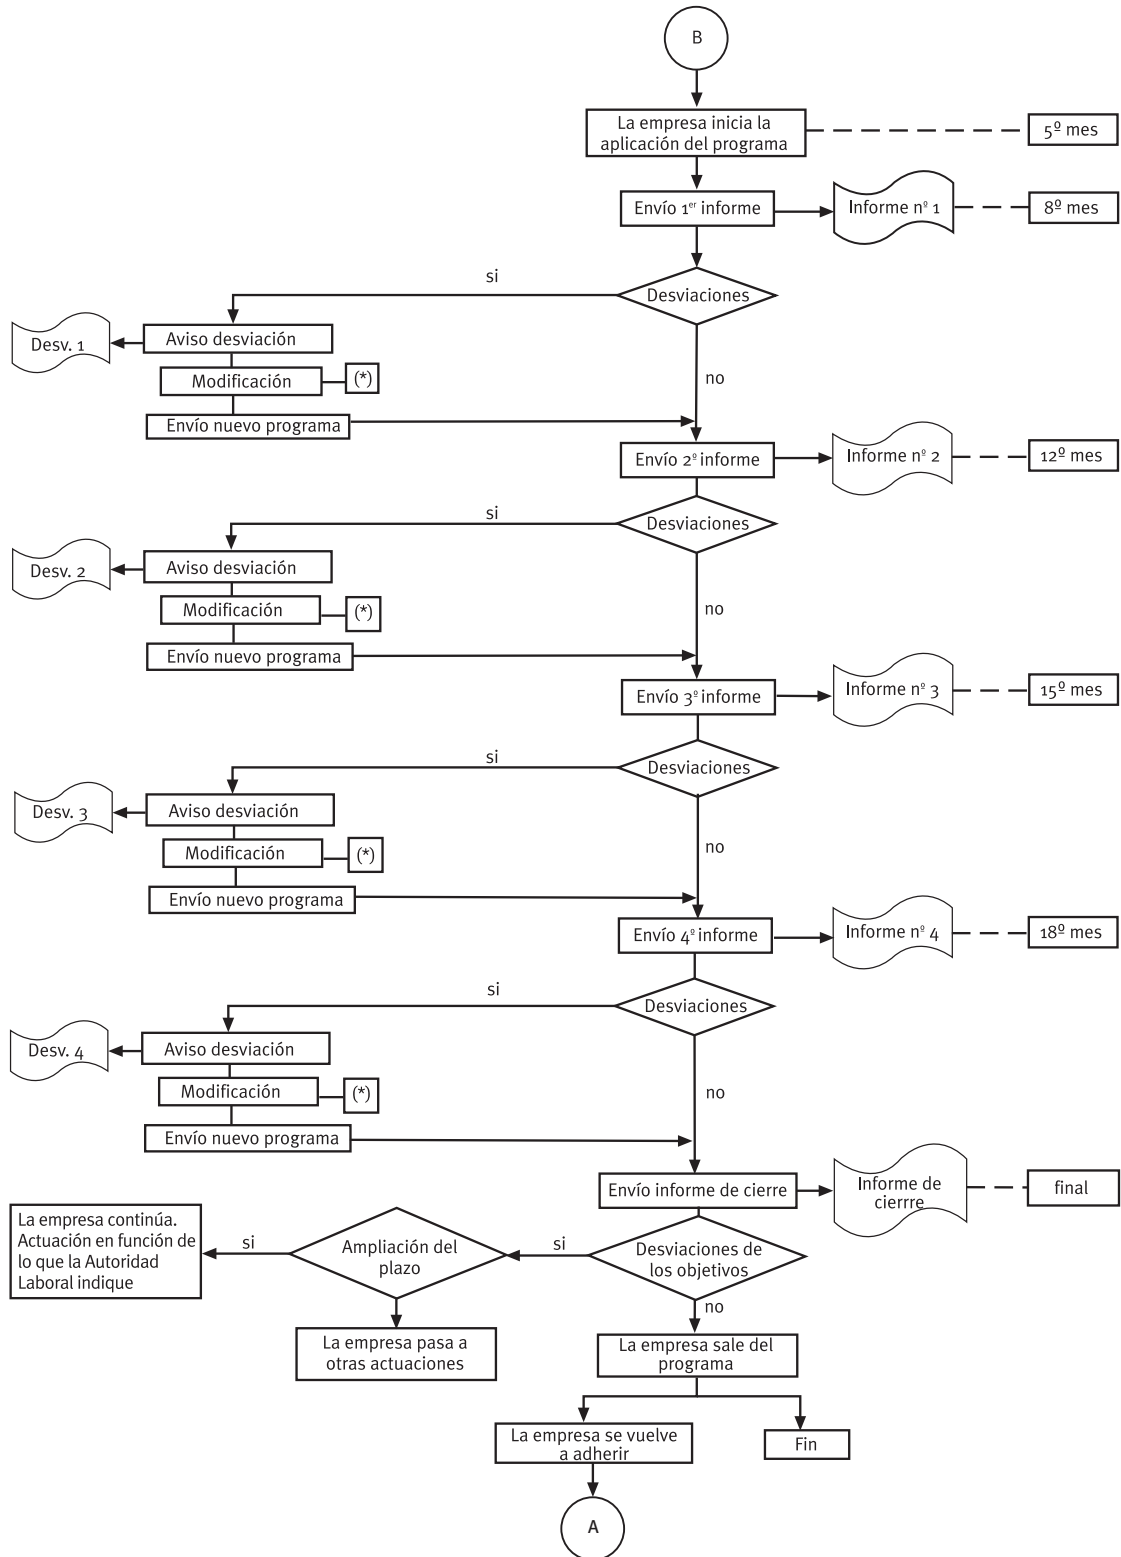 B
La empresa inicia la
aplicación del programa
5º mes
Envío 1er informe
Informe nº 1
8º mes
si
Desviaciones
Desv. 1
Aviso desviación
Modificación
(*)
no
Envío nuevo programa
Envío 2º informe
Informe nº 2
12º mes
si
Desviaciones
Desv. 2
Aviso desviación
Modificación
(*)
no
Envío nuevo programa
Envío 3º informe
Informe nº 3
15º mes
si
Desviaciones
Desv. 3
Aviso desviación
Modificación
(*)
no
Envío nuevo programa
Envío 4º informe
Informe nº 4
18º mes
si
Desviaciones
Desv. 4
Aviso desviación
Modificación
(*)
no
Envío nuevo programa
Envío informe de cierre
Informe de
cierrre
final
La empresa continúa.
Actuación en función de
lo que la Autoridad
Laboral indique
si
Ampliación del
plazo
si
Desviaciones de
los objetivos
no
La empresa pasa a
otras actuaciones
La empresa sale del
programa
La empresa se vuelve
a adherir
Fin
A